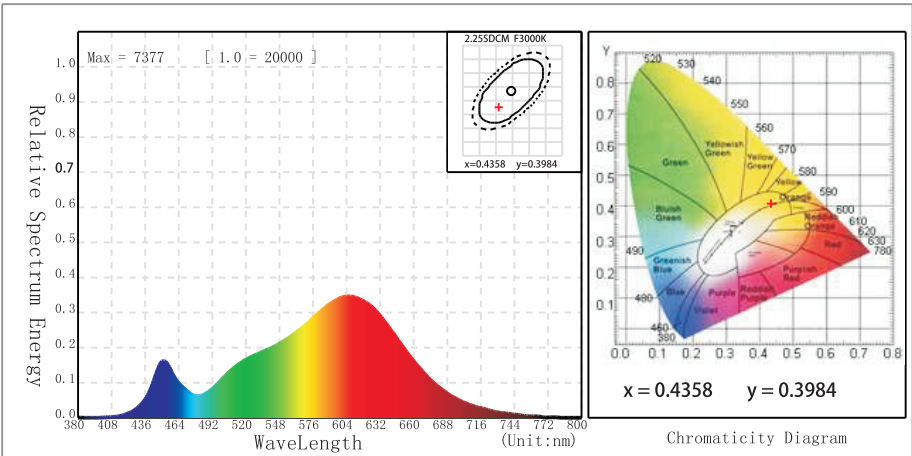 2.25SDCM F3000K
Max = 7377 [ 1.0 = 20000 ]
x=0.4358 y=0.3984
Relative Spectrum Energy
1.0
0.9
0.8
0.7
0.6
0.5
0.4
0.3
0.2
0.1
0.0
380 408 436 464 492 520 548 576 604 632 660 688 716 744 772 800
WaveLength
(Unit:nm)
Y
0.8
0.7
0.6
0.5
0.4
0.3
0.2
0.1
520
530
540
550
560
570
580
590
600
610
620
630
780
490
480
460
380
Green
Yellowish
Green
Yellow
Green
Yellow
Orange
Reddish
Orange
Red
Bluish
Green
Greenish
Blue
Blue
Violet
Purple
Reddish
Purple
Purplish
Red
0.0 0.1 0.2 0.3 0.4 0.5 0.6 0.7 0.8
x = 0.4358 y = 0.3984
Chromaticity Diagram